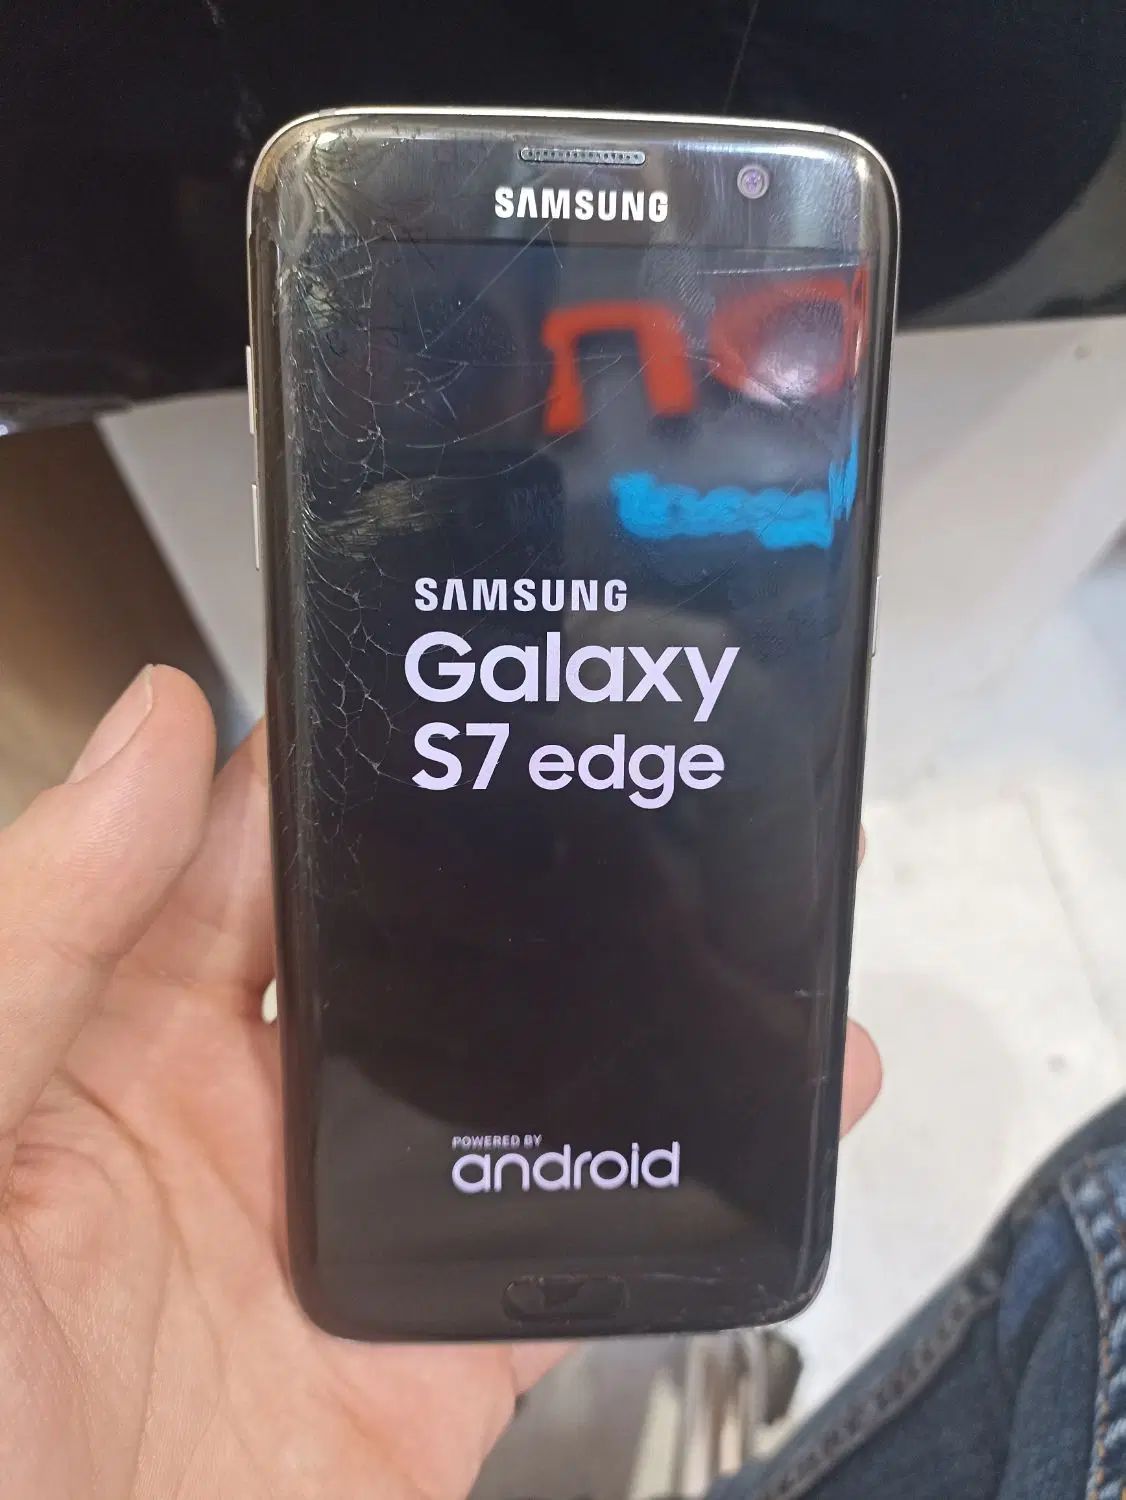 SAMSUNG
SAMSUNG
Galaxy
S7 edge
POWERED BY
android